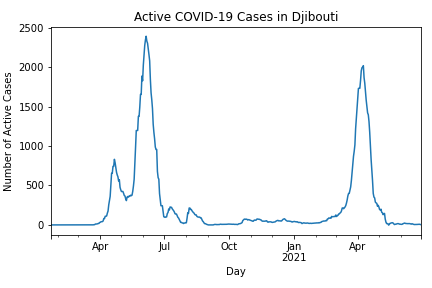 Active COVID-19 Cases in Djibouti
2500
2000
1500
1000
500
0
Number of Active Cases
Apr Jul Oct Jan Apr
2021
Day